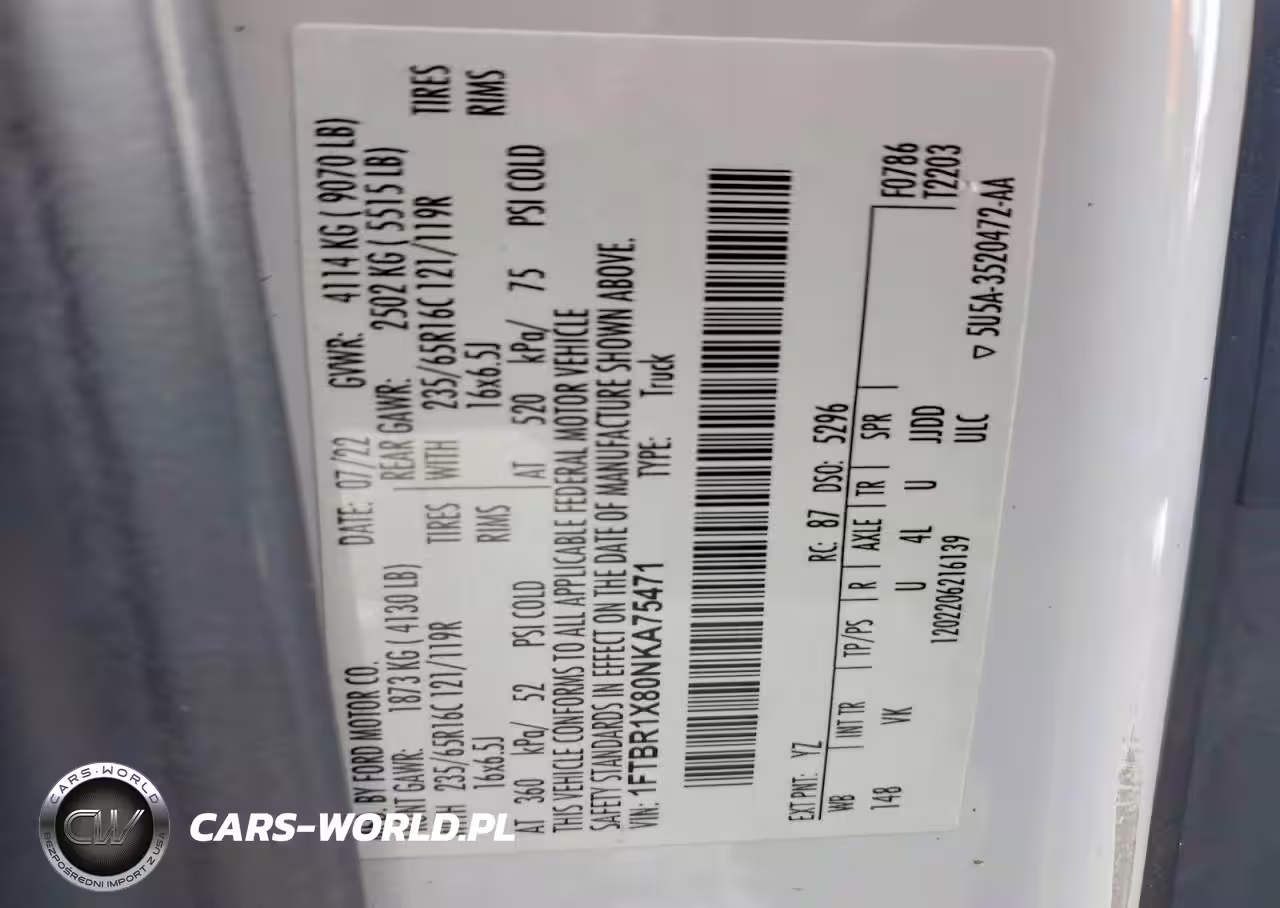 D. BY FORD MOTOR CO. DATE: 07/22 GVWR: 4114 KG ( 9070 LB)
NT GAWR: 1873 KG ( 4130 LB) REAR GAWR: 2502 KG ( 5515 LB)
235/65R16C 121/119R TIRES WITH 235/65R16C 121/119R TIRES
16x6.5J RIMS 16x6.5J RIMS
AT 360 kPa/ 52 PSI COLD AT 520 kPa/ 75 PSI COLD
THIS VEHICLE CONFORMS TO ALL APPLICABLE FEDERAL MOTOR VEHICLE
SAFETY STANDARDS IN EFFECT ON THE DATE OF MANUFACTURE SHOWN ABOVE.
VIN: 1FTBR1X80NKA75471 TYPE: Truck
EXT PNT: YZ RC: 87 DSO: 5296
WB INT TR TP/PS R AXLE TR SPR F0786
148 VK U 4L U JJDD T2203
1202206216139 ULC
5U5A-3520472-AA
CARS-WORLD
CW
BEZPOŚREDNI IMPORT Z USA
CARS-WORLD.PL